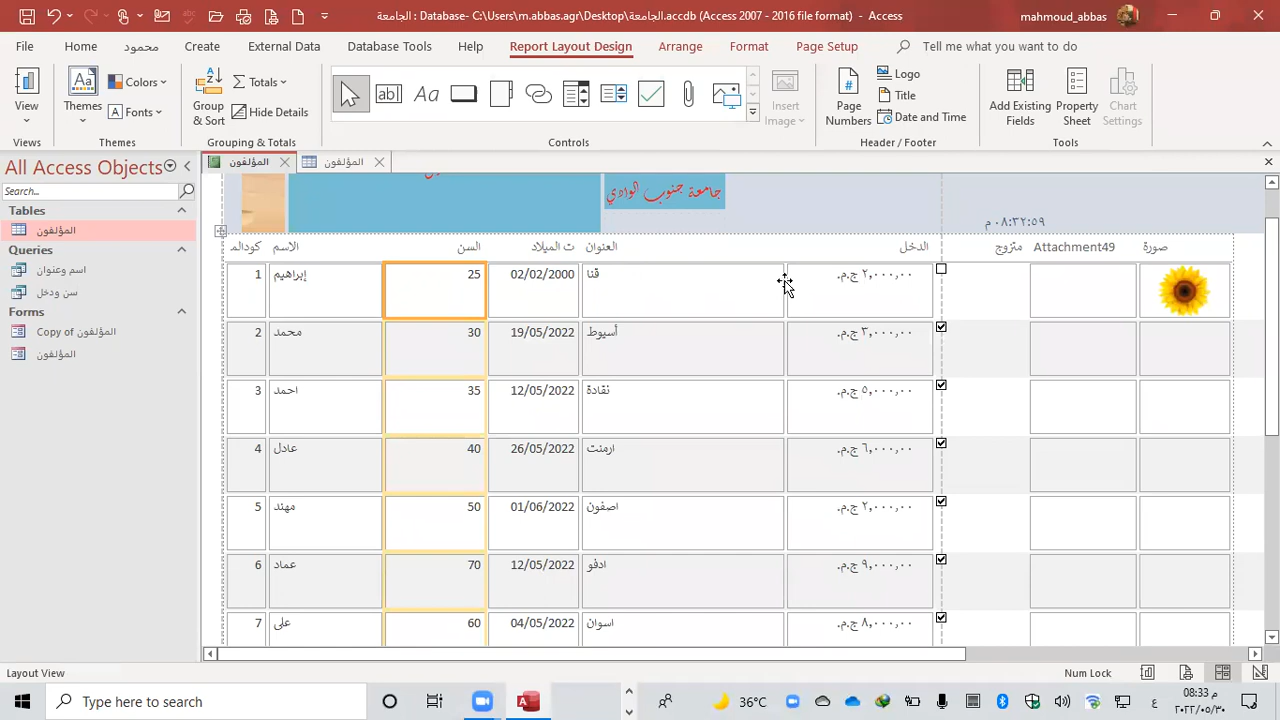 الجامعة : Database- C:\Users\m.abbas.agr\Desktop\الجامعة.accdb (Access 2007 - 2016 file format) - Access
mahmoud_abbas
File Home محمود Create External Data Database Tools Help Report Layout Design Arrange Format Page Setup Tell me what you want to do
View
Views
Themes
Colors
Fonts
Themes
Group & Sort
Totals
Hide Details
Grouping & Totals
Controls
Insert Image
Page Numbers
Logo
Title
Date and Time
Header / Footer
Add Existing Fields
Property Sheet
Chart Settings
Tools
All Access Objects
Search...
Tables
المؤلفون
Queries
اسم وعنوان
سن ودخل
Forms
Copy of المؤلفون
المؤلفون
المؤلفون
المؤلفون
جامعة جنوب الوادي
٠٨:٣٢:٥٩ م
كودالمـ الاسم السن ت الميلاد العنوان الدخل متزوج Attachment49 صورة
1 إبراهيم 25 02/02/2000 قنا ٢,٠٠٠,٠٠ ج.م.
2 محمد 30 19/05/2022 أسيوط ٣,٠٠٠,٠٠ ج.م.
3 احمد 35 12/05/2022 نقادة ٥,٠٠٠,٠٠ ج.م.
4 عادل 40 26/05/2022 ارمنت ٦,٠٠٠,٠٠ ج.م.
5 مهند 50 01/06/2022 اصفون ٢,٠٠٠,٠٠ ج.م.
6 عماد 70 12/05/2022 ادفو ٩,٠٠٠,٠٠ ج.م.
7 على 60 04/05/2022 اسوان ٨,٠٠٠,٠٠ ج.م.
Layout View
Num Lock
Type here to search
36°C
ع
08:33 م
٢٠٢٢/٠٥/٣٠